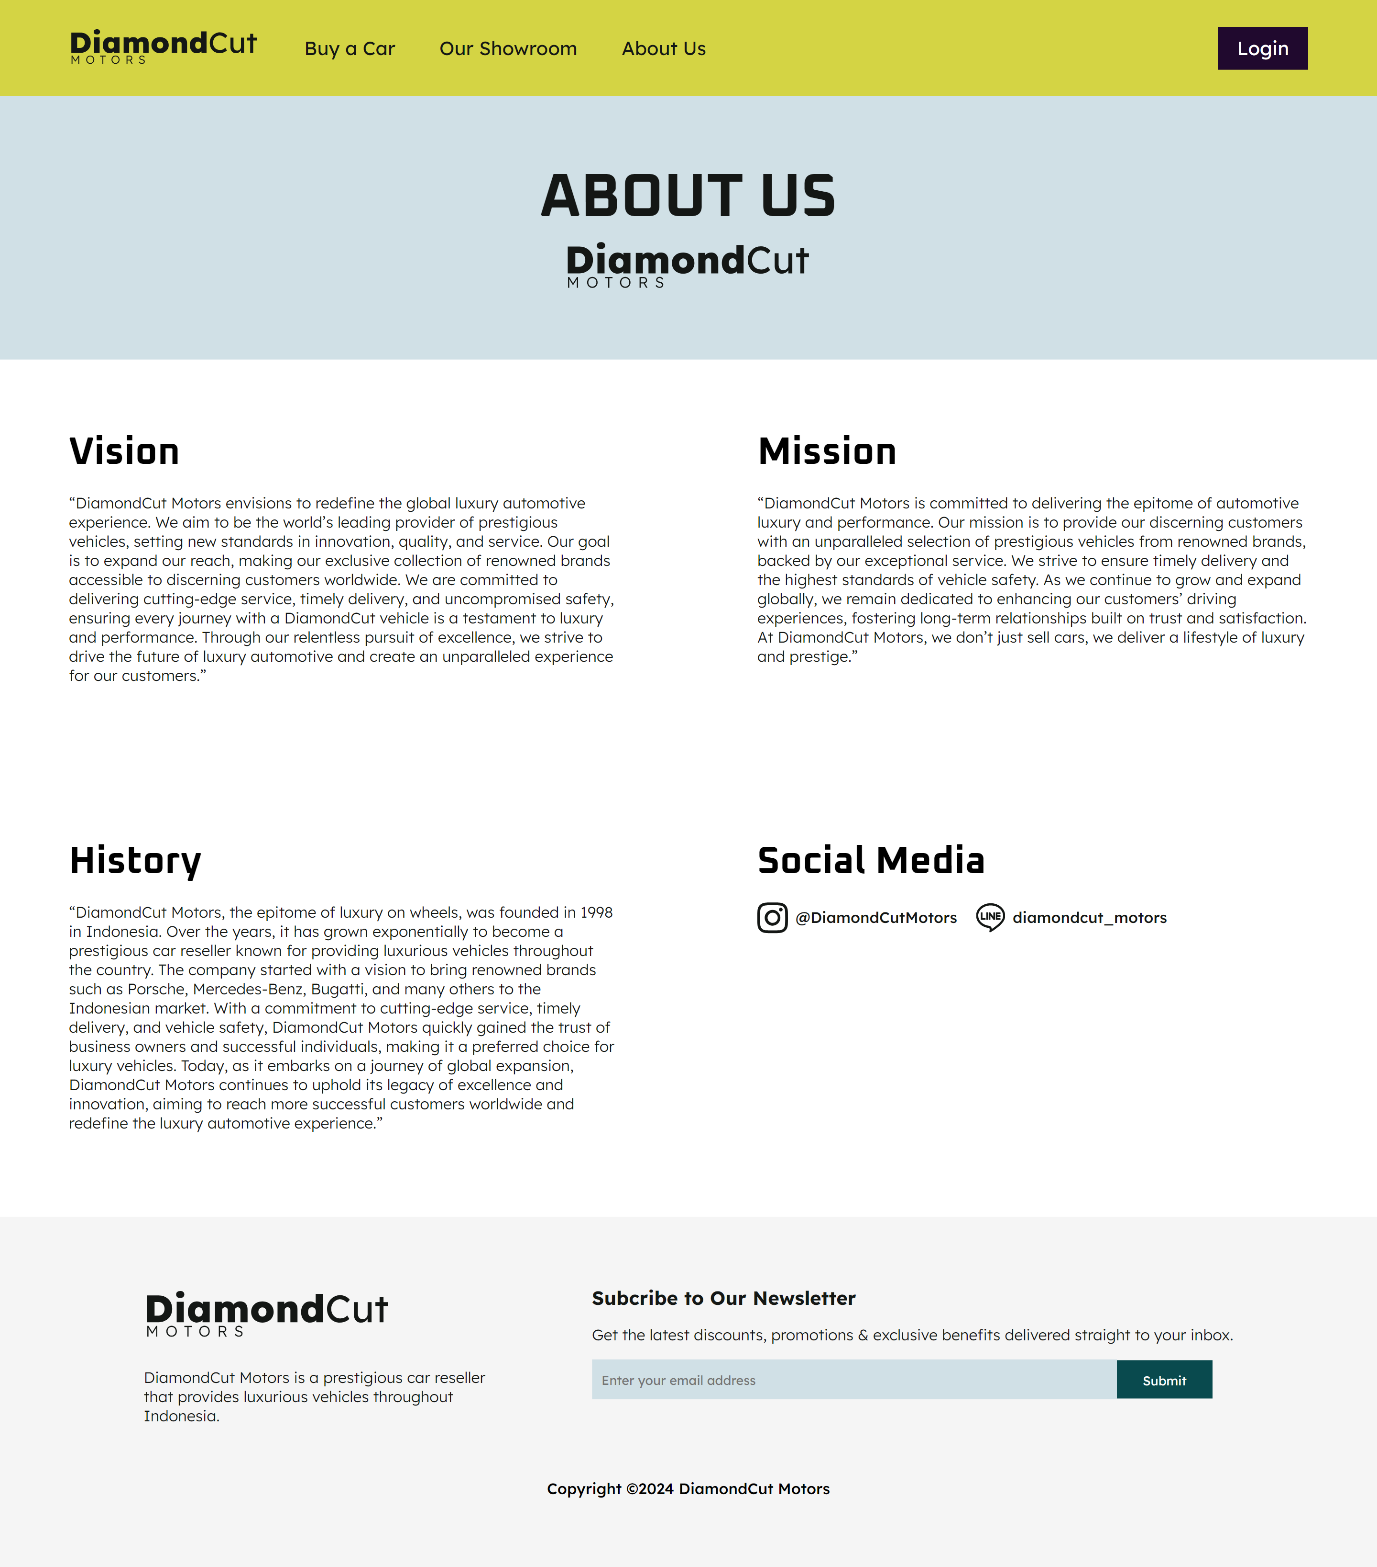 DiamondCut
MOTORS
Buy a Car
Our Showroom
About Us
Login
ABOUT US
DiamondCut
MOTORS
Vision
“DiamondCut Motors envisions to redefine the global luxury automotive
experience. We aim to be the world’s leading provider of prestigious
vehicles, setting new standards in innovation, quality, and service. Our goal
is to expand our reach, making our exclusive collection of renowned brands
accessible to discerning customers worldwide. We are committed to
delivering cutting-edge service, timely delivery, and uncompromised safety,
ensuring every journey with a DiamondCut vehicle is a testament to luxury
and performance. Through our relentless pursuit of excellence, we strive to
drive the future of luxury automotive and create an unparalleled experience
for our customers.”
Mission
“DiamondCut Motors is committed to delivering the epitome of automotive
luxury and performance. Our mission is to provide our discerning customers
with an unparalleled selection of prestigious vehicles from renowned brands,
backed by our exceptional service. We strive to ensure timely delivery and
the highest standards of vehicle safety. As we continue to grow and expand
globally, we remain dedicated to enhancing our customers’ driving
experiences, fostering long-term relationships built on trust and satisfaction.
At DiamondCut Motors, we don’t just sell cars, we deliver a lifestyle of luxury
and prestige.”
History
“DiamondCut Motors, the epitome of luxury on wheels, was founded in 1998
in Indonesia. Over the years, it has grown exponentially to become a
prestigious car reseller known for providing luxurious vehicles throughout
the country. The company started with a vision to bring renowned brands
such as Porsche, Mercedes-Benz, Bugatti, and many others to the
Indonesian market. With a commitment to cutting-edge service, timely
delivery, and vehicle safety, DiamondCut Motors quickly gained the trust of
business owners and successful individuals, making it a preferred choice for
luxury vehicles. Today, as it embarks on a journey of global expansion,
DiamondCut Motors continues to uphold its legacy of excellence and
innovation, aiming to reach more successful customers worldwide and
redefine the luxury automotive experience.”
Social Media
@DiamondCutMotors
LINE
diamondcut_motors
DiamondCut
MOTORS
DiamondCut Motors is a prestigious car reseller
that provides luxurious vehicles throughout
Indonesia.
Subcribe to Our Newsletter
Get the latest discounts, promotions & exclusive benefits delivered straight to your inbox.
Enter your email address
Submit
Copyright ©2024 DiamondCut Motors